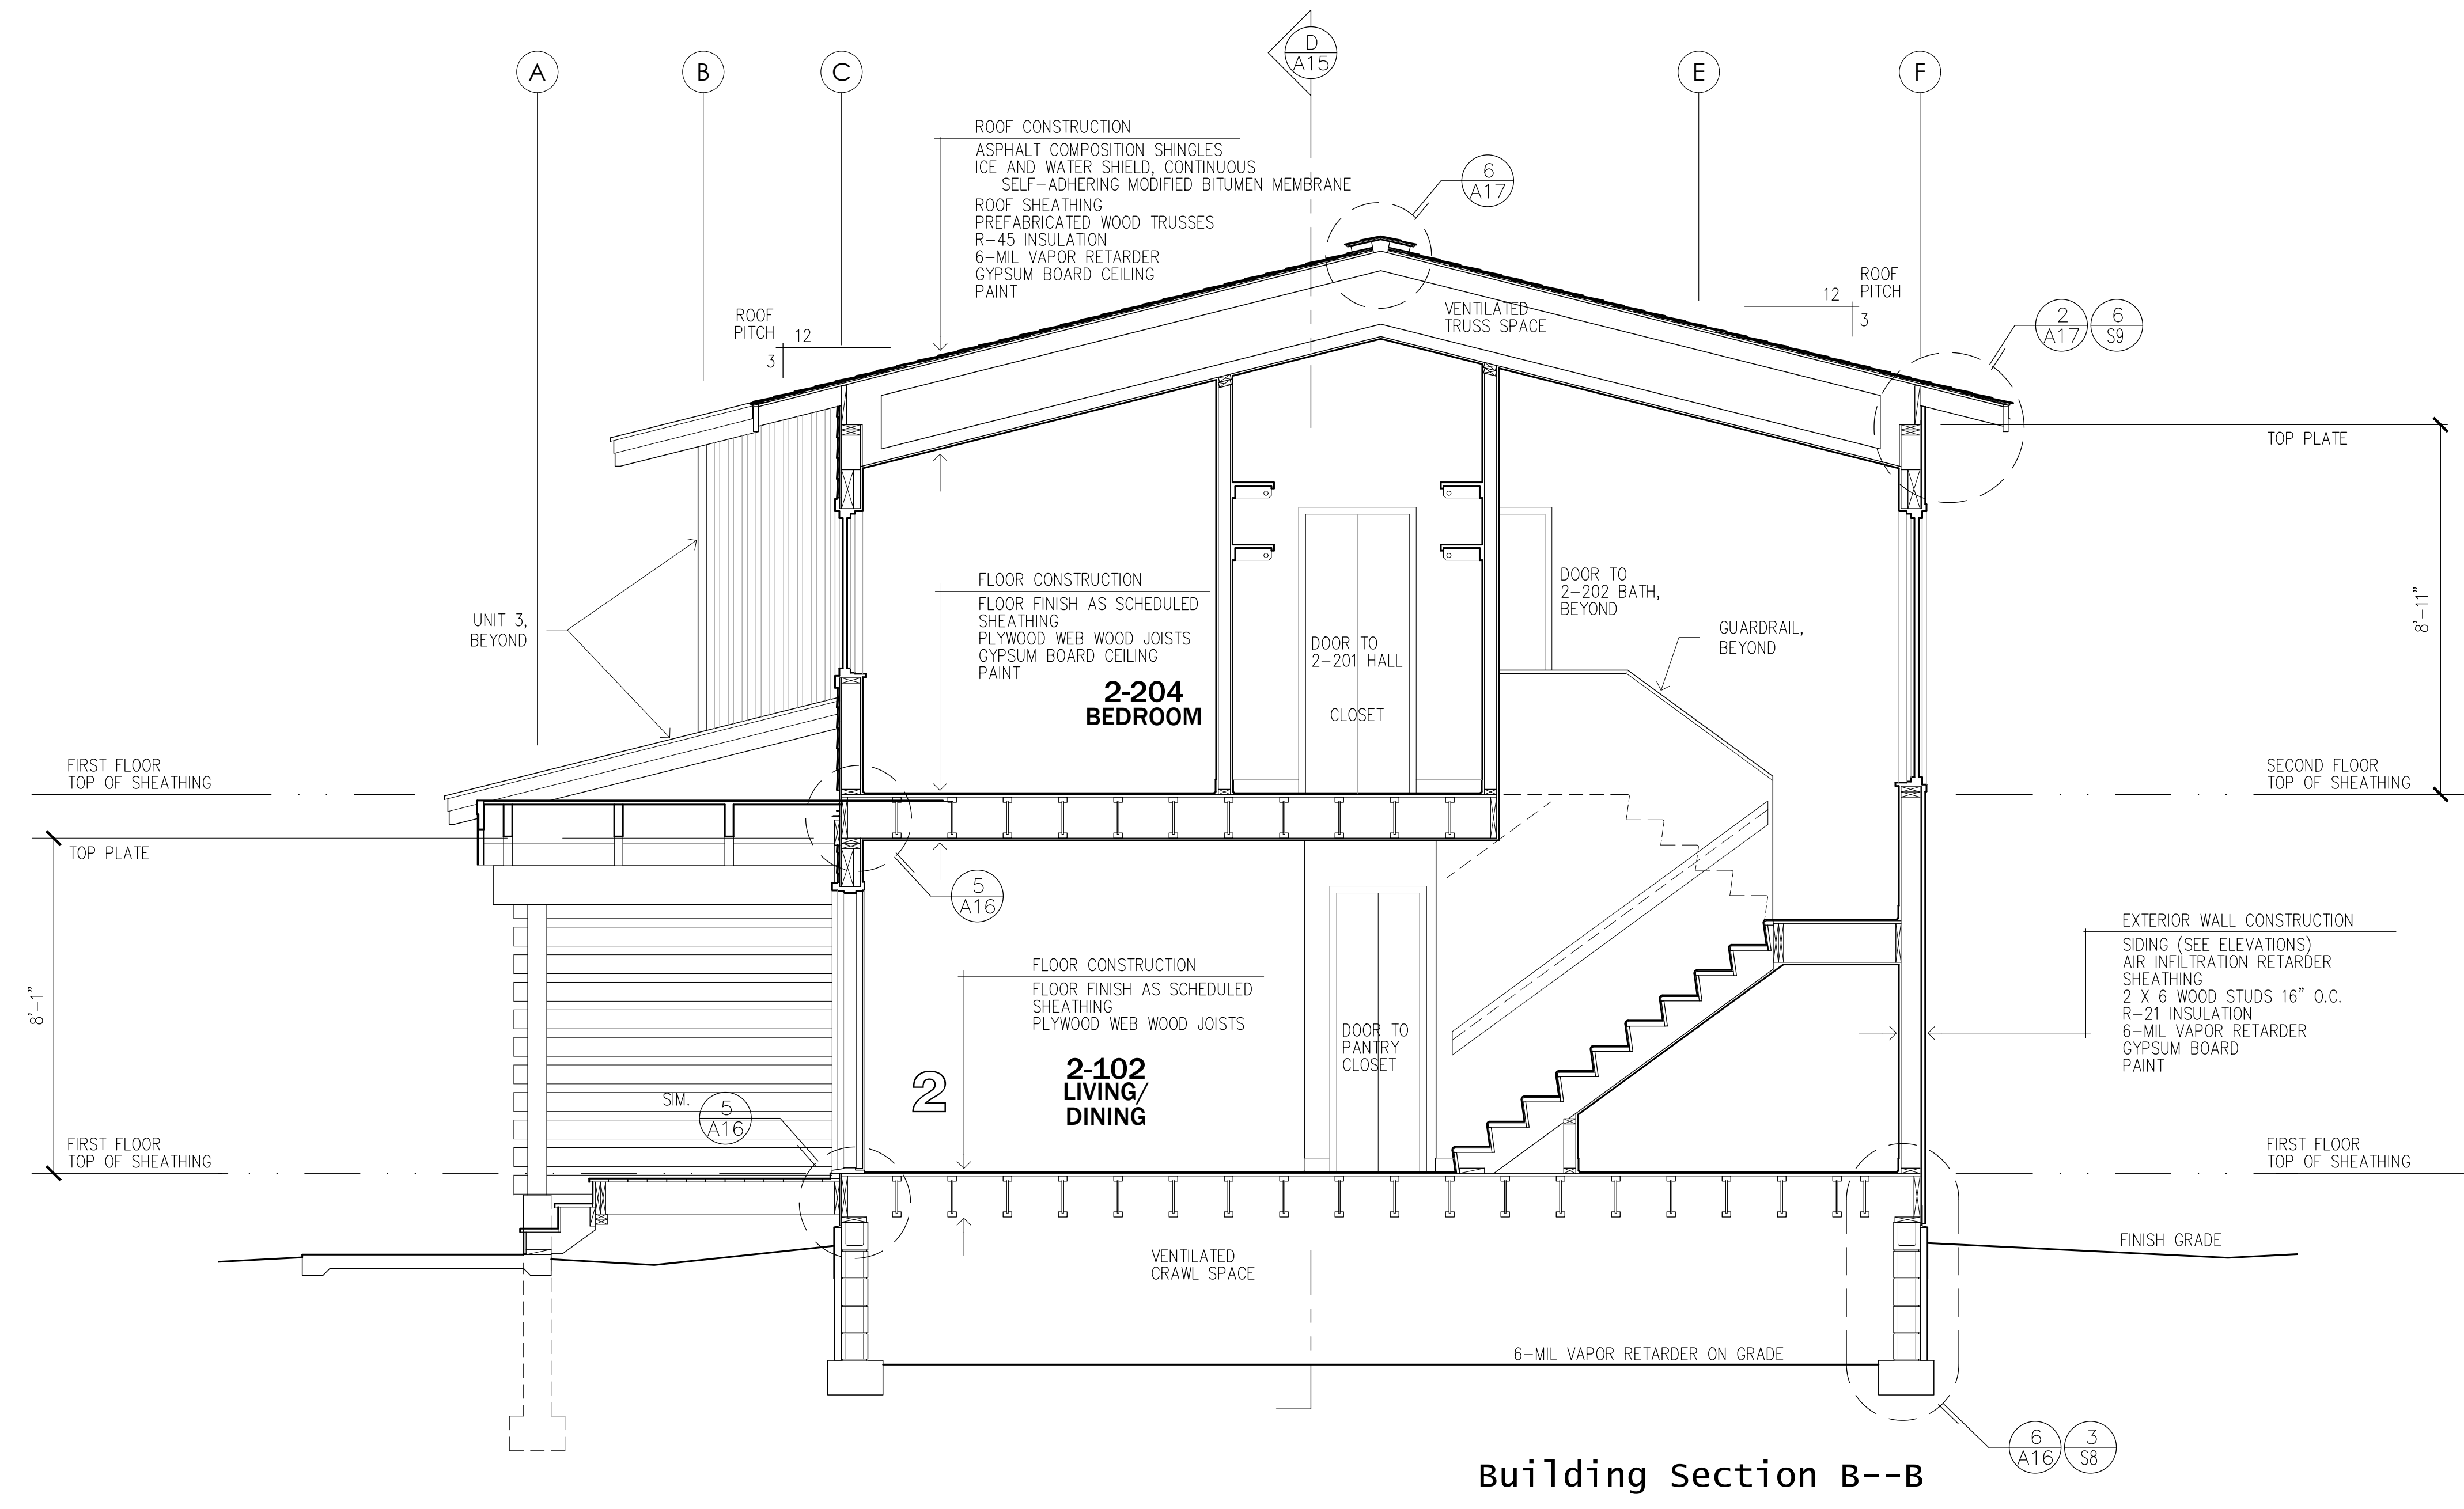 A
B
C
D
A15
E
F
ROOF CONSTRUCTION
ASPHALT COMPOSITION SHINGLES
ICE AND WATER SHIELD, CONTINUOUS
SELF-ADHERING MODIFIED BITUMEN MEMBRANE
ROOF SHEATHING
PREFABRICATED WOOD TRUSSES
R-45 INSULATION
6-MIL VAPOR RETARDER
GYPSUM BOARD CEILING
PAINT
6
A17
ROOF
PITCH
12
3
VENTILATED
TRUSS SPACE
12
ROOF
PITCH
3
2
A17
6
S9
TOP PLATE
UNIT 3,
BEYOND
FLOOR CONSTRUCTION
FLOOR FINISH AS SCHEDULED
SHEATHING
PLYWOOD WEB WOOD JOISTS
GYPSUM BOARD CEILING
PAINT
2-204
BEDROOM
DOOR TO
2-201 HALL
CLOSET
DOOR TO
2-202 BATH,
BEYOND
GUARDRAIL,
BEYOND
8'-11"
FIRST FLOOR
TOP OF SHEATHING
SECOND FLOOR
TOP OF SHEATHING
TOP PLATE
5
A16
8'-1"
FLOOR CONSTRUCTION
FLOOR FINISH AS SCHEDULED
SHEATHING
PLYWOOD WEB WOOD JOISTS
2
2-102
LIVING/
DINING
DOOR TO
PANTRY
CLOSET
EXTERIOR WALL CONSTRUCTION
SIDING (SEE ELEVATIONS)
AIR INFILTRATION RETARDER
SHEATHING
2 X 6 WOOD STUDS 16" O.C.
R-21 INSULATION
6-MIL VAPOR RETARDER
GYPSUM BOARD
PAINT
SIM.
5
A16
FIRST FLOOR
TOP OF SHEATHING
FIRST FLOOR
TOP OF SHEATHING
VENTILATED
CRAWL SPACE
FINISH GRADE
6-MIL VAPOR RETARDER ON GRADE
6
A16
3
S8
Building Section B--B